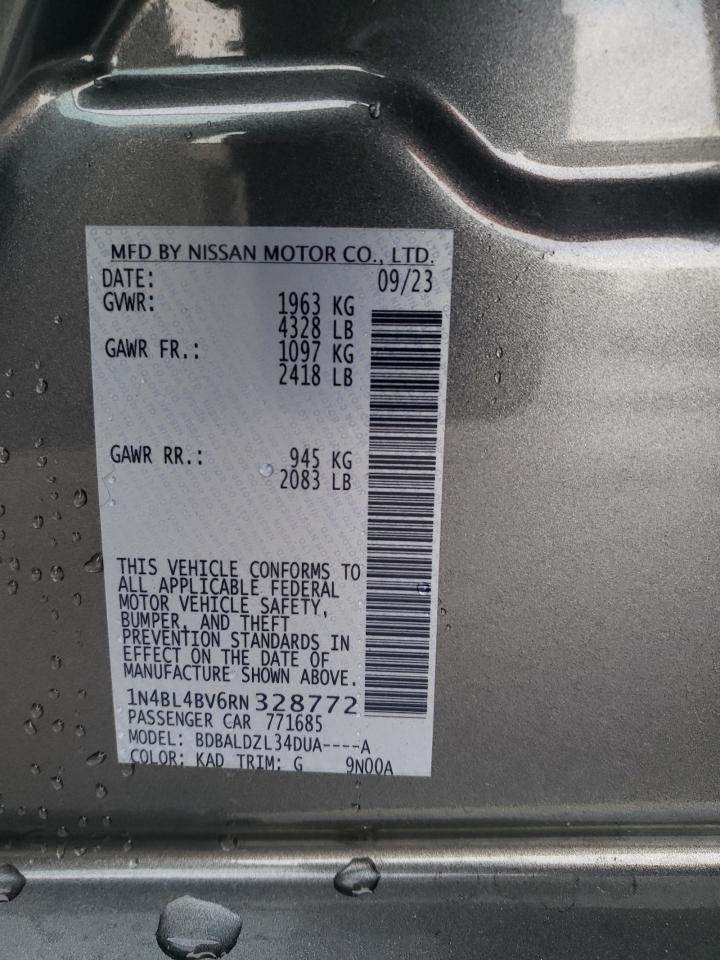 MFD BY NISSAN MOTOR CO., LTD.
DATE: 09/23
GVWR: 1963 KG
4328 LB
GAWR FR.: 1097 KG
2418 LB
GAWR RR.: 945 KG
2083 LB
THIS VEHICLE CONFORMS TO
ALL APPLICABLE FEDERAL
MOTOR VEHICLE SAFETY,
BUMPER, AND THEFT
PREVENTION STANDARDS IN
EFFECT ON THE DATE OF
MANUFACTURE SHOWN ABOVE.
1N4BL4BV6RN328772
PASSENGER CAR 771685
MODEL: BDBALDZL34DUA----A
COLOR: KAD TRIM: G 9N00A